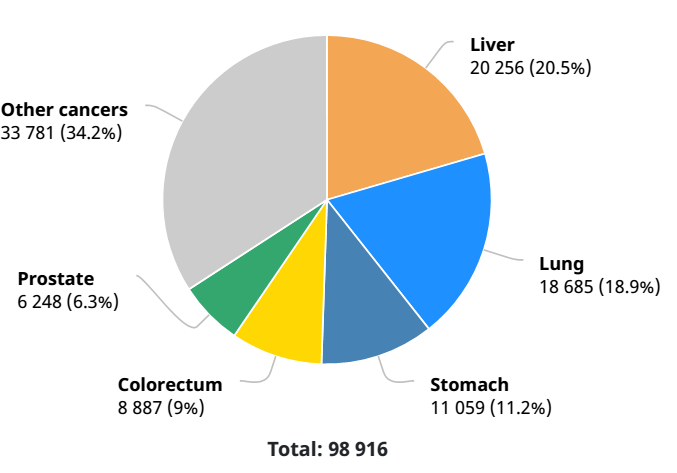 Liver
20 256 (20.5%)
Other cancers
33 781 (34.2%)
Lung
18 685 (18.9%)
Prostate
6 248 (6.3%)
Colorectum
8 887 (9%)
Stomach
11 059 (11.2%)
Total: 98 916